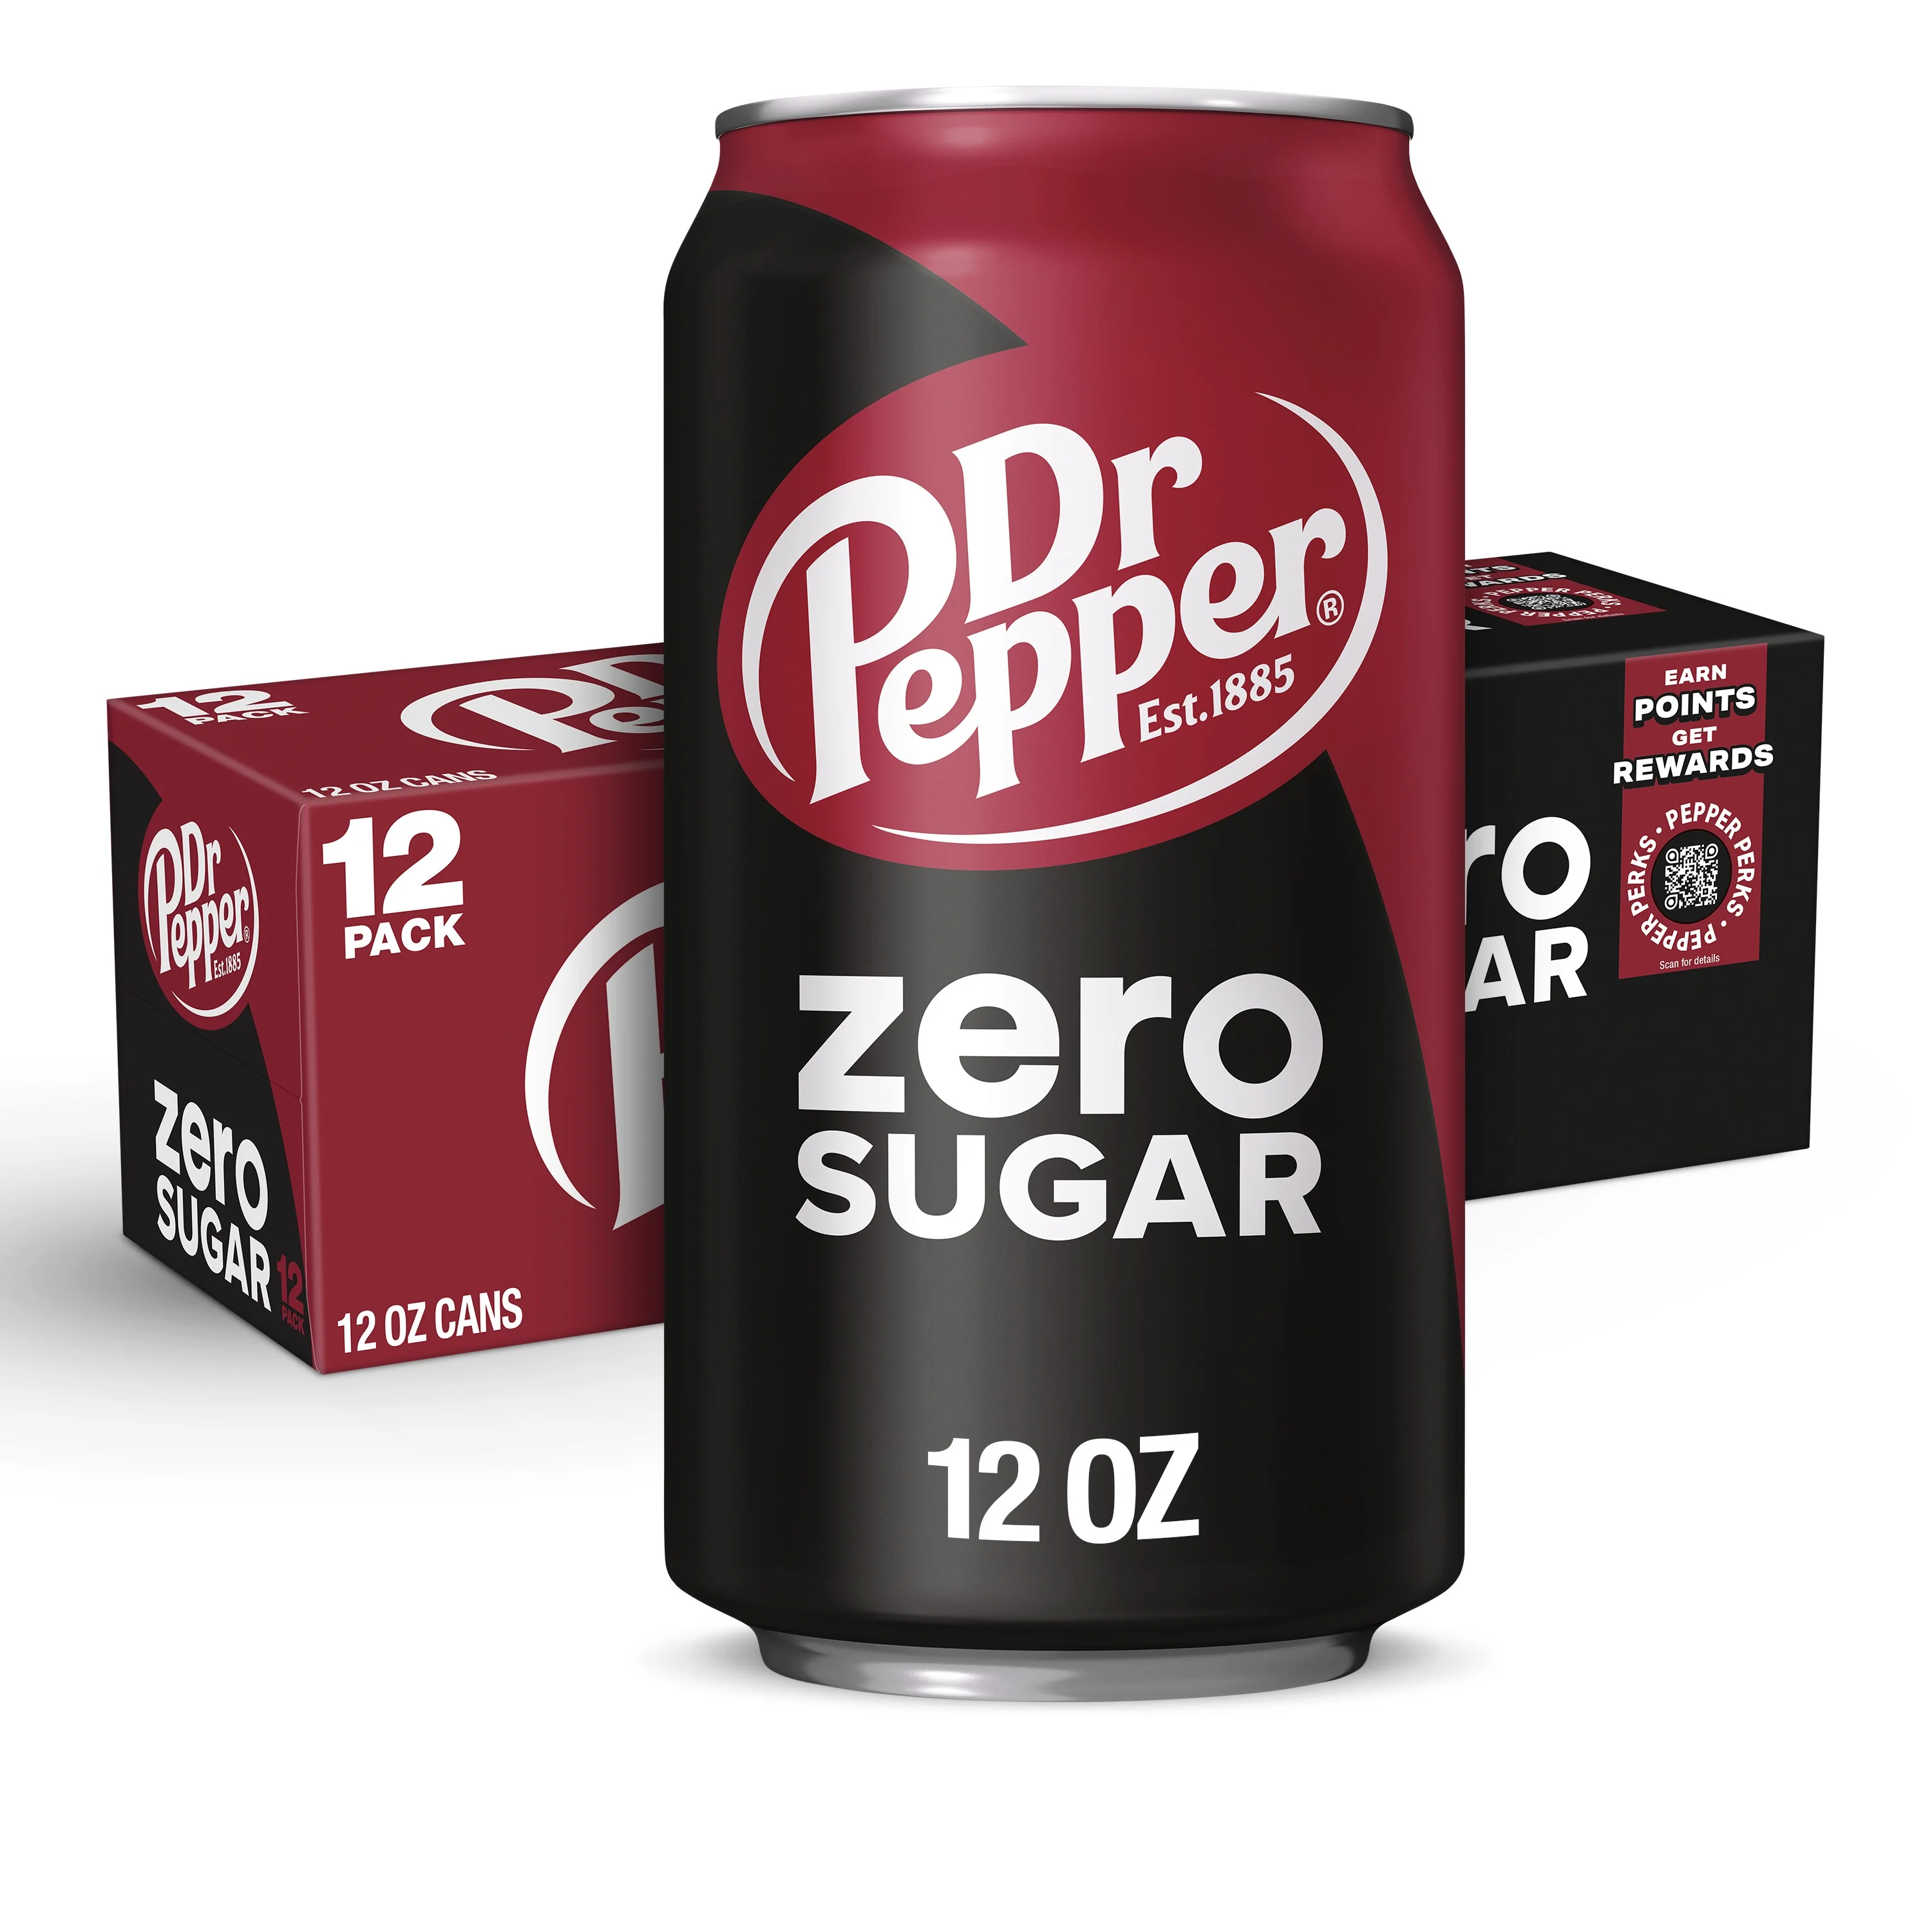 Dr
Pepper®
Est.1885
zero
SUGAR
12 OZ
12
PACK
12 OZ CANS
Dr
Pepper®
Est.1885
zero
SUGAR
12
PACK
12
PACK
12 OZ CANS
EARN
POINTS
GET
REWARDS
PEPPER PERKS • PEPPER PERKS •
Scan for details
ro
AR